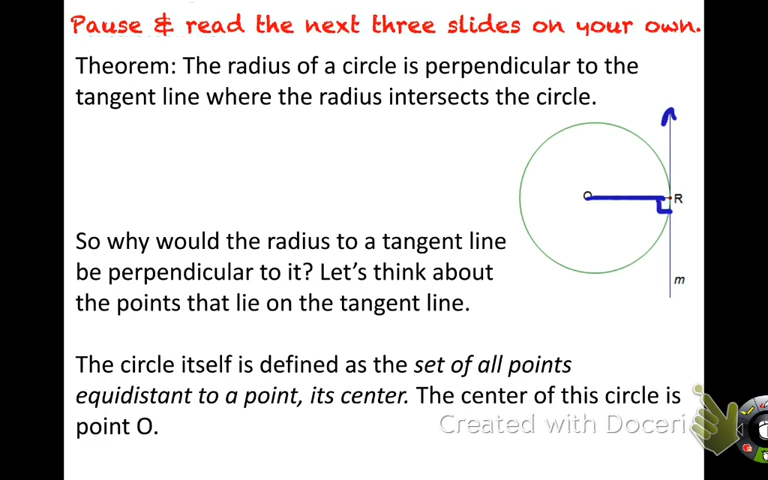 Pause & read the next three slides on your own.
Theorem: The radius of a circle is perpendicular to the
tangent line where the radius intersects the circle.
O
R
So why would the radius to a tangent line
be perpendicular to it? Let's think about
the points that lie on the tangent line.
m
The circle itself is defined as the set of all points
equidistant to a point, its center. The center of this circle is
point O.
Created with Doceri